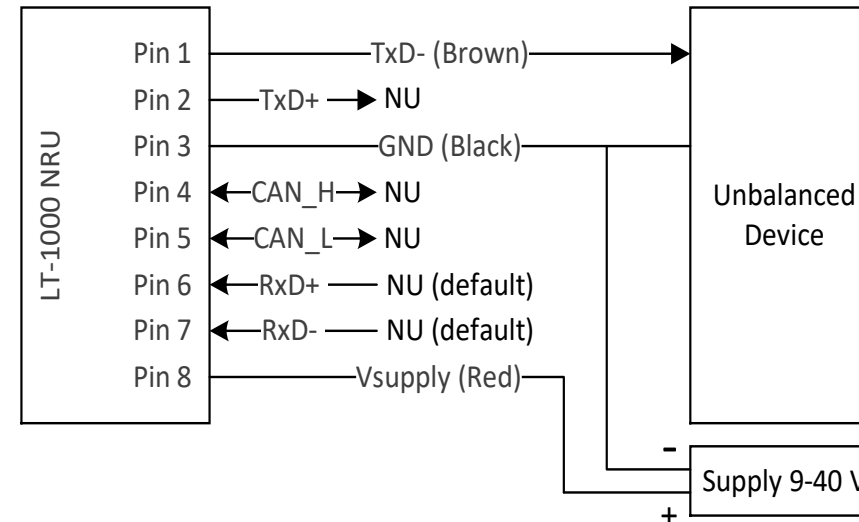 LT-1000 NRU
Pin 1 TxD- (Brown)
Pin 2 TxD+ NU
Pin 3 GND (Black)
Pin 4 CAN_H NU
Pin 5 CAN_L NU
Pin 6 RxD+ NU (default)
Pin 7 RxD- NU (default)
Pin 8 Vsupply (Red)
Unbalanced
Device
-
Supply 9-40 V
+